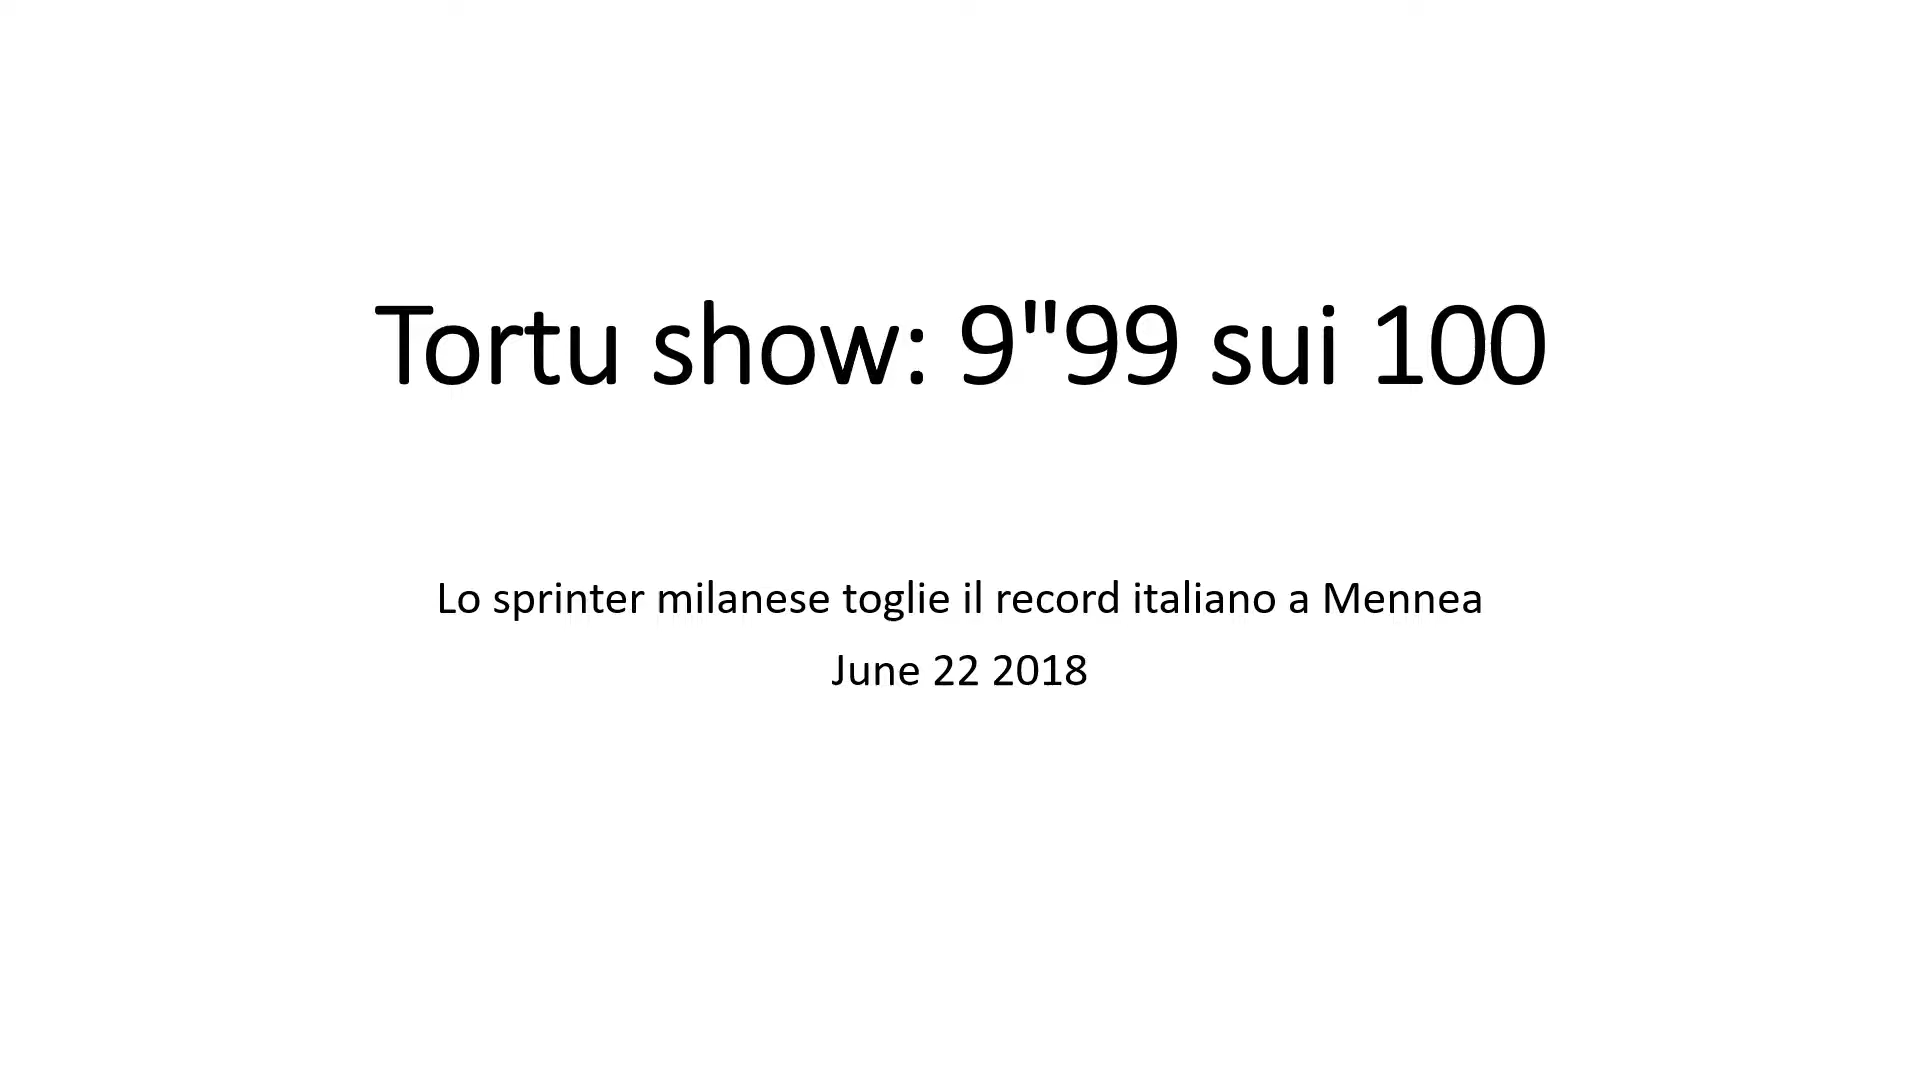 Tortu show: 9"99 sui 100
Lo sprinter milanese toglie il record italiano a Mennea
June 22 2018